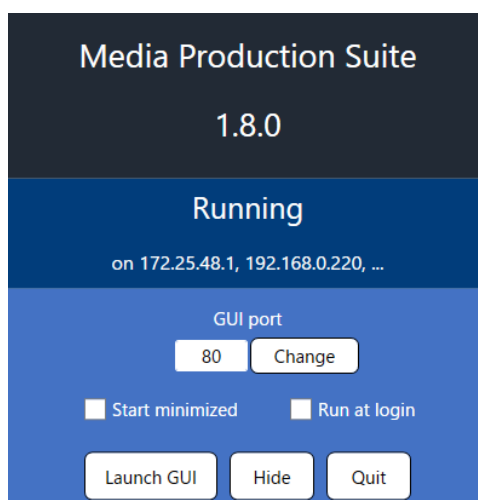 Media Production Suite
1.8.0
Running
on 172.25.48.1, 192.168.0.220, ...
GUI port
80 Change
Start minimized Run at login
Launch GUI Hide Quit